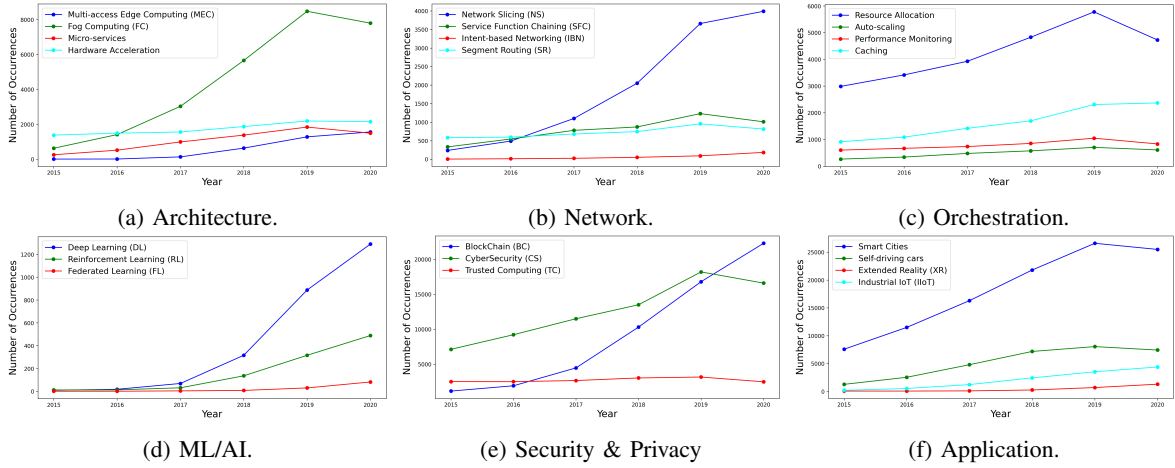 Number of Occurrences
8000
6000
4000
2000
0
Multi-access Edge Computing (MEC)
Fog Computing (FC)
Micro-services
Hardware Acceleration
2015 2016 2017 2018 2019 2020
Year
(a) Architecture.
Number of Occurrences
4000
3500
3000
2500
2000
1500
1000
500
0
Network Slicing (NS)
Service Function Chaining (SFC)
Intent-based Networking (IBN)
Segment Routing (SR)
2015 2016 2017 2018 2019 2020
Year
(b) Network.
Number of Occurrences
6000
5000
4000
3000
2000
1000
0
Resource Allocation
Auto-scaling
Performance Monitoring
Caching
2015 2016 2017 2018 2019 2020
Year
(c) Orchestration.
Number of Occurrences
1200
1000
800
600
400
200
0
Deep Learning (DL)
Reinforcement Learning (RL)
Federated Learning (FL)
2015 2016 2017 2018 2019 2020
Year
(d) ML/AI.
Number of Occurrences
20000
15000
10000
5000
BlockChain (BC)
CyberSecurity (CS)
Trusted Computing (TC)
2015 2016 2017 2018 2019 2020
Year
(e) Security & Privacy
Number of Occurrences
25000
20000
15000
10000
5000
0
Smart Cities
Self-driving cars
Extended Reality (XR)
Industrial IoT (IIoT)
2015 2016 2017 2018 2019 2020
Year
(f) Application.